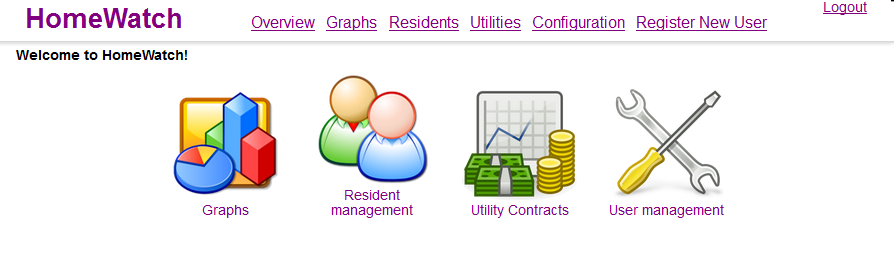 HomeWatch Overview Graphs Residents Utilities Configuration Register New User Logout
Welcome to HomeWatch!
Graphs
Resident
management
Utility Contracts
User management